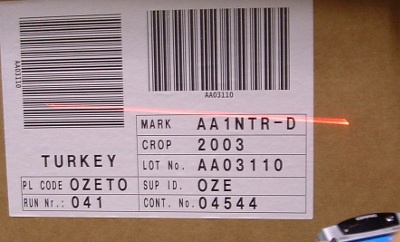 AA03110
AA03110
MARK AA1NTR-D
CROP 2003
TURKEY
LOT No. AA03110
PL CODE OZETO SUP ID. OZE
RUN Nr.: 041 CONT. No. 04544